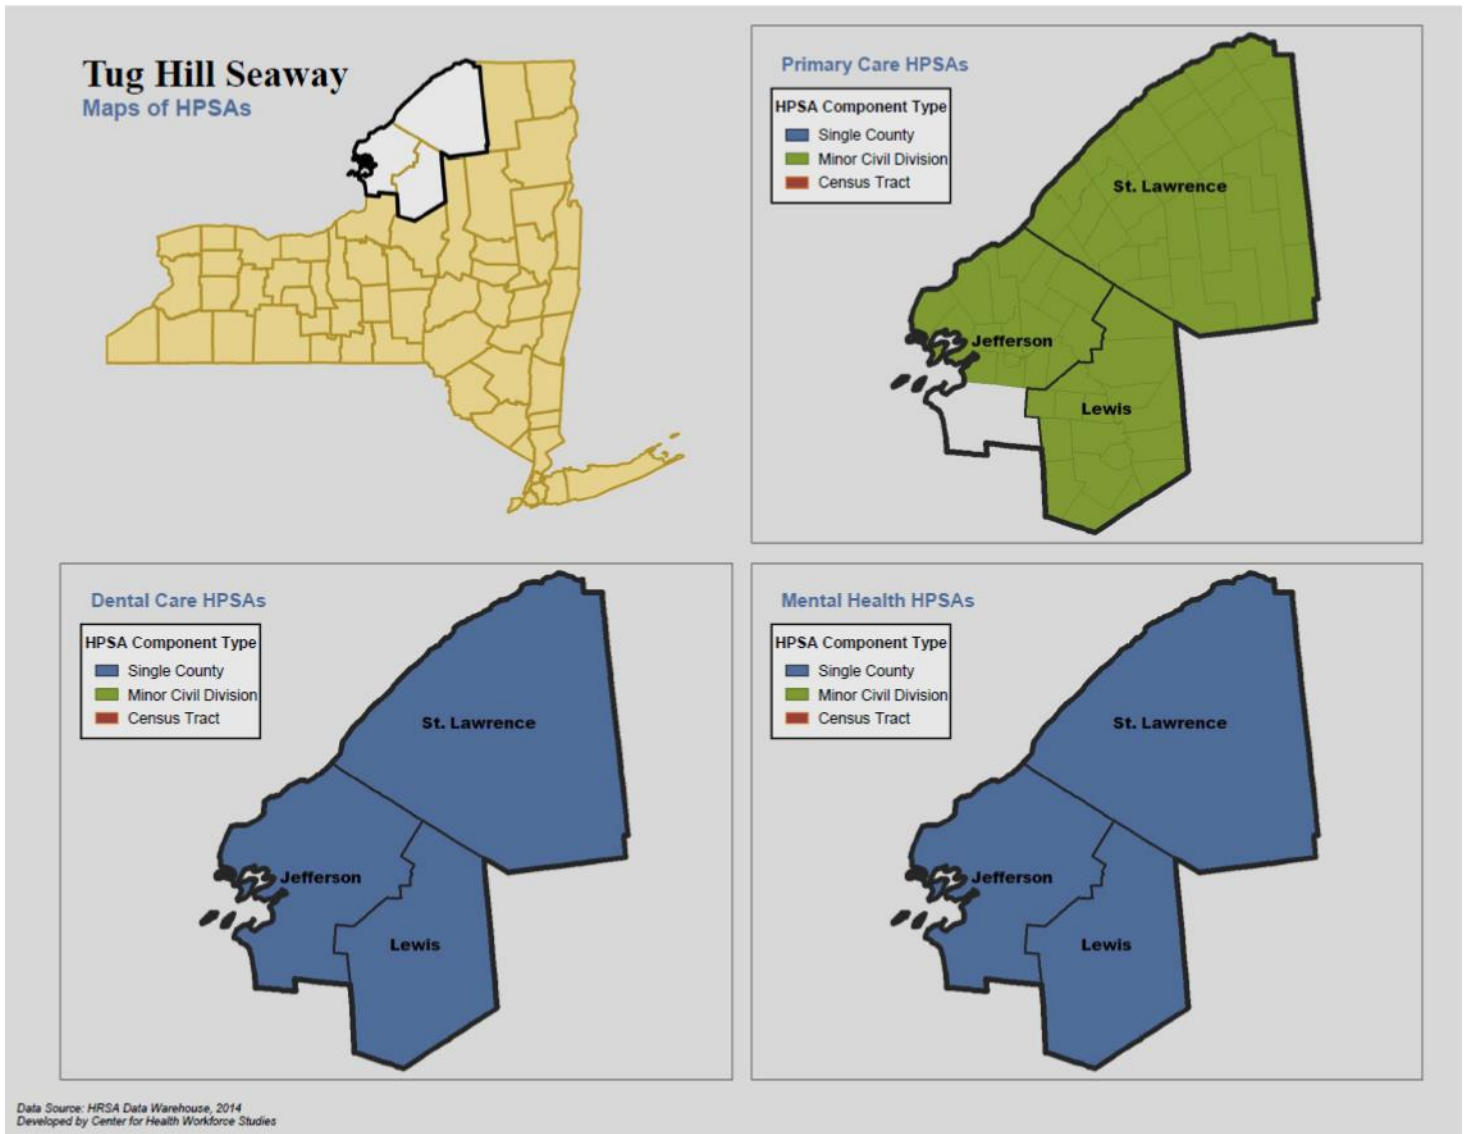 Tug Hill Seaway
Maps of HPSAs
Primary Care HPSAs
HPSA Component Type
Single County
Minor Civil Division
Census Tract
St. Lawrence
Jefferson
Lewis
Dental Care HPSAs
HPSA Component Type
Single County
Minor Civil Division
Census Tract
St. Lawrence
Jefferson
Lewis
Mental Health HPSAs
HPSA Component Type
Single County
Minor Civil Division
Census Tract
St. Lawrence
Jefferson
Lewis
Data Source: HRSA Data Warehouse, 2014
Developed by Center for Health Workforce Studies